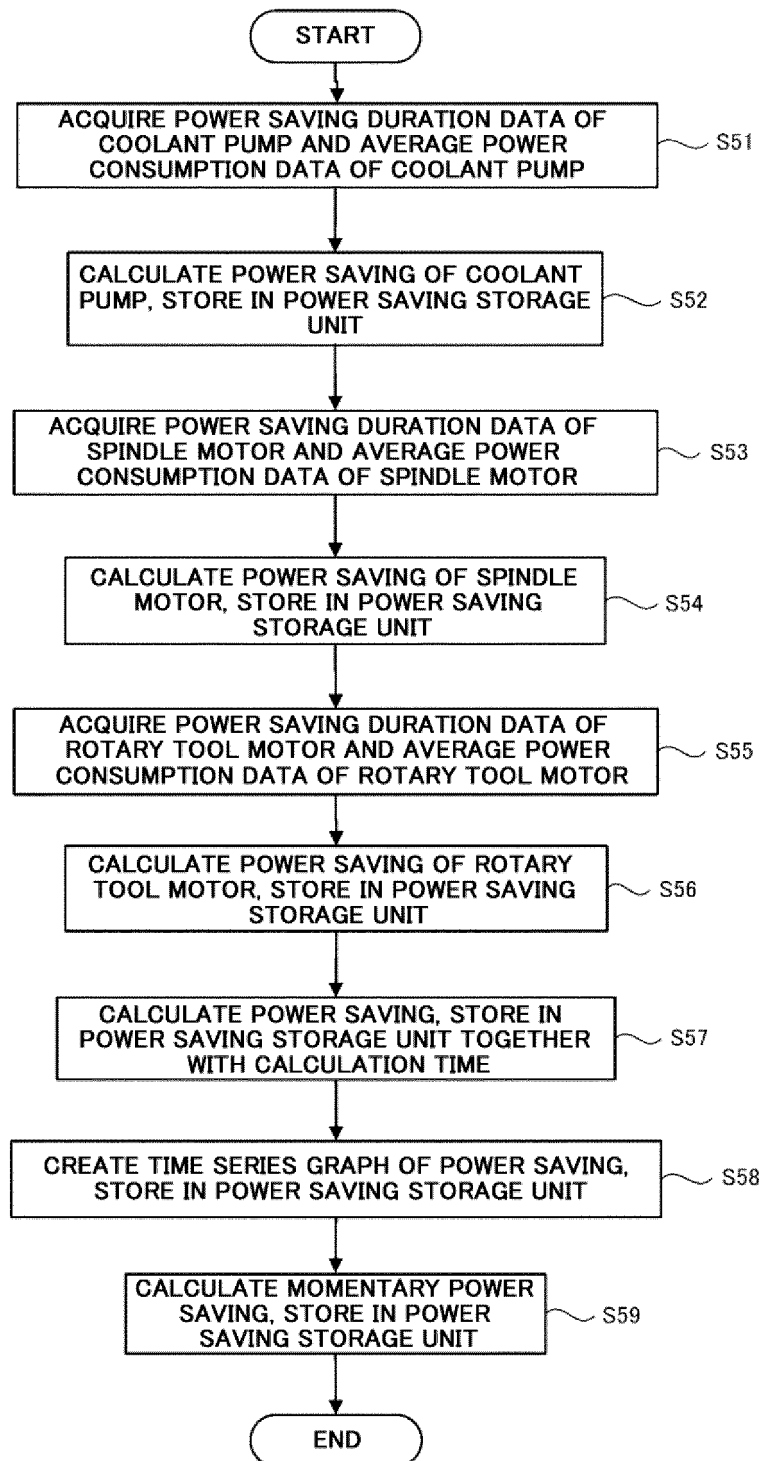 START
ACQUIRE POWER SAVING DURATION DATA OF
COOLANT PUMP AND AVERAGE POWER
CONSUMPTION DATA OF COOLANT PUMP
S51
CALCULATE POWER SAVING OF COOLANT
PUMP, STORE IN POWER SAVING STORAGE
UNIT
S52
ACQUIRE POWER SAVING DURATION DATA OF
SPINDLE MOTOR AND AVERAGE POWER
CONSUMPTION DATA OF SPINDLE MOTOR
S53
CALCULATE POWER SAVING OF SPINDLE
MOTOR, STORE IN POWER SAVING
STORAGE UNIT
S54
ACQUIRE POWER SAVING DURATION DATA OF
ROTARY TOOL MOTOR AND AVERAGE POWER
CONSUMPTION DATA OF ROTARY TOOL MOTOR
S55
CALCULATE POWER SAVING OF ROTARY
TOOL MOTOR, STORE IN POWER SAVING
STORAGE UNIT
S56
CALCULATE POWER SAVING, STORE IN
POWER SAVING STORAGE UNIT TOGETHER
WITH CALCULATION TIME
S57
CREATE TIME SERIES GRAPH OF POWER SAVING,
STORE IN POWER SAVING STORAGE UNIT
S58
CALCULATE MOMENTARY POWER
SAVING, STORE IN POWER
SAVING STORAGE UNIT
S59
END